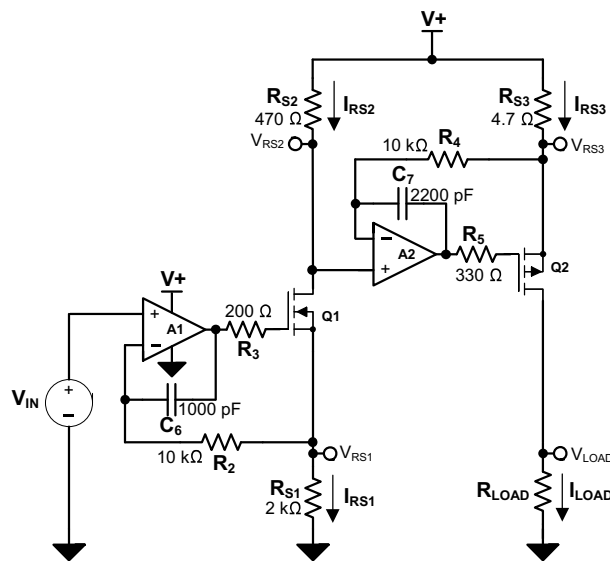 V+
RS2
470 Ω
IRS2
RS3
4.7 Ω
IRS3
VRS2
VRS3
10 kΩ
R4
C7
2200 pF
−
+
A2
R5
330 Ω
Q2
V+
+
−
A1
200 Ω
R3
Q1
VIN
+
−
1000 pF
C6
10 kΩ
R2
VRS1
VLOAD
RS1
2 kΩ
IRS1
RLOAD
ILOAD